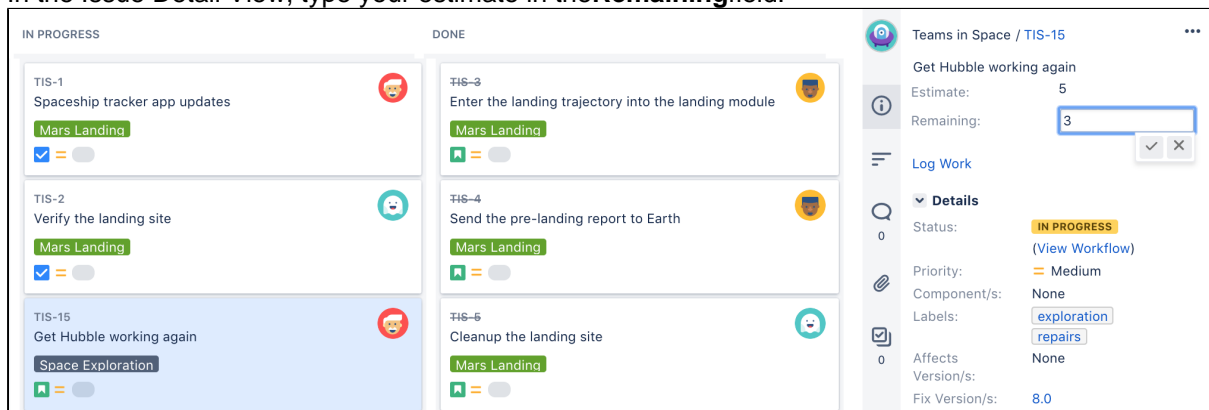 In the Issue Detail View, type your estimate in theRemainingfield.
IN PROGRESS
TIS-1
Spaceship tracker app updates
Mars Landing
TIS-2
Verify the landing site
Mars Landing
TIS-15
Get Hubble working again
Space Exploration
DONE
TIS-3
Enter the landing trajectory into the landing module
Mars Landing
TIS-4
Send the pre-landing report to Earth
Mars Landing
TIS-5
Cleanup the landing site
Mars Landing
0
0
Teams in Space / TIS-15
Get Hubble working again
Estimate: 5
Remaining: 3
Log Work
Details
Status: IN PROGRESS
(View Workflow)
Priority: Medium
Component/s: None
Labels: exploration
repairs
Affects None
Version/s:
Fix Version/s: 8.0